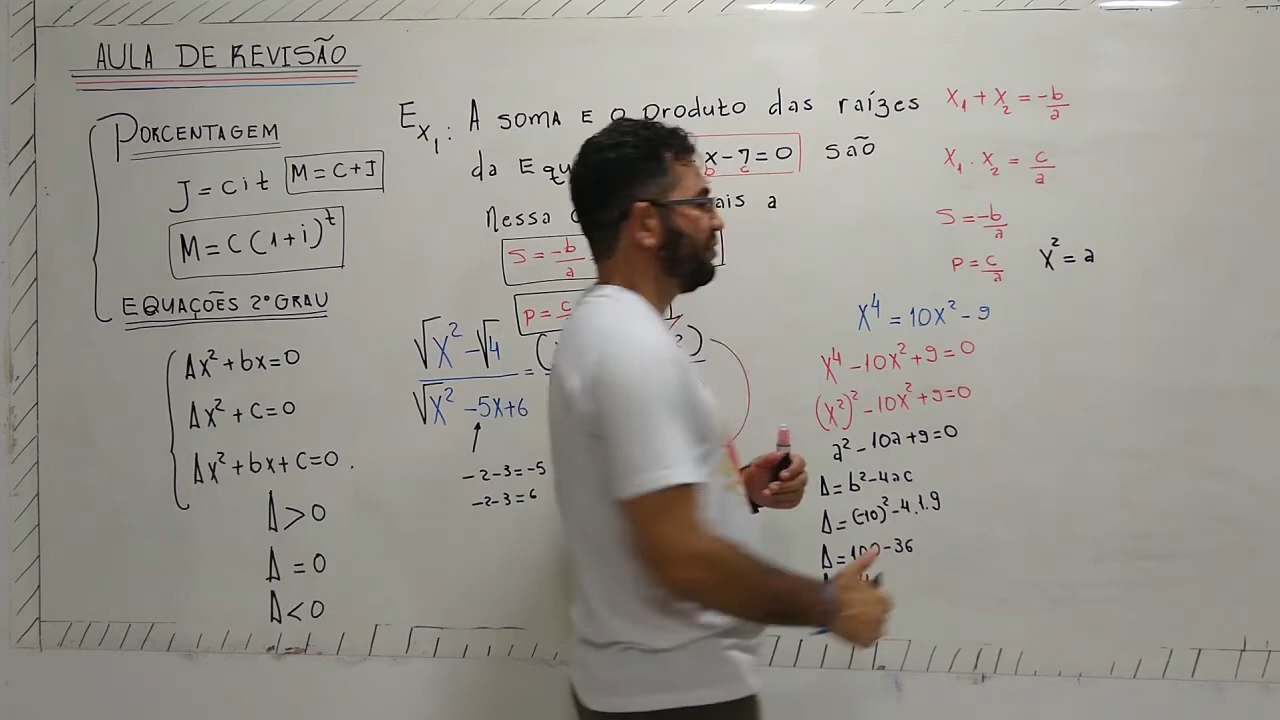 AULA DE REVISÃO
PORCENTAGEM
J = Cit
M = C + J
M = C(1+i)^t
EQUAÇÕES 2º GRAU
Ax² + bx = 0
Ax² + C = 0
Ax² + bx + C = 0.
Δ > 0
Δ = 0
Δ < 0
Ex₁: A SOMA E O Produto das raízes
da Equ x - 7 = 0 são
b c
Nessa ais a
S = -b/a
P = c
√x² - √4
√x² - 5x + 6
= (
²)
-2-3 = -5
-2-3 = 6
X₁ + X₂ = -b/a
X₁ . X₂ = c/a
S = -b/a
P = c/a
X² = a
X⁴ = 10X² - 9
X⁴ - 10X² + 9 = 0
(X²)² - 10X² + 9 = 0
a² - 10a + 9 = 0
Δ = b² - 4ac
Δ = (-10)² - 4.1.9
Δ = 100 - 36